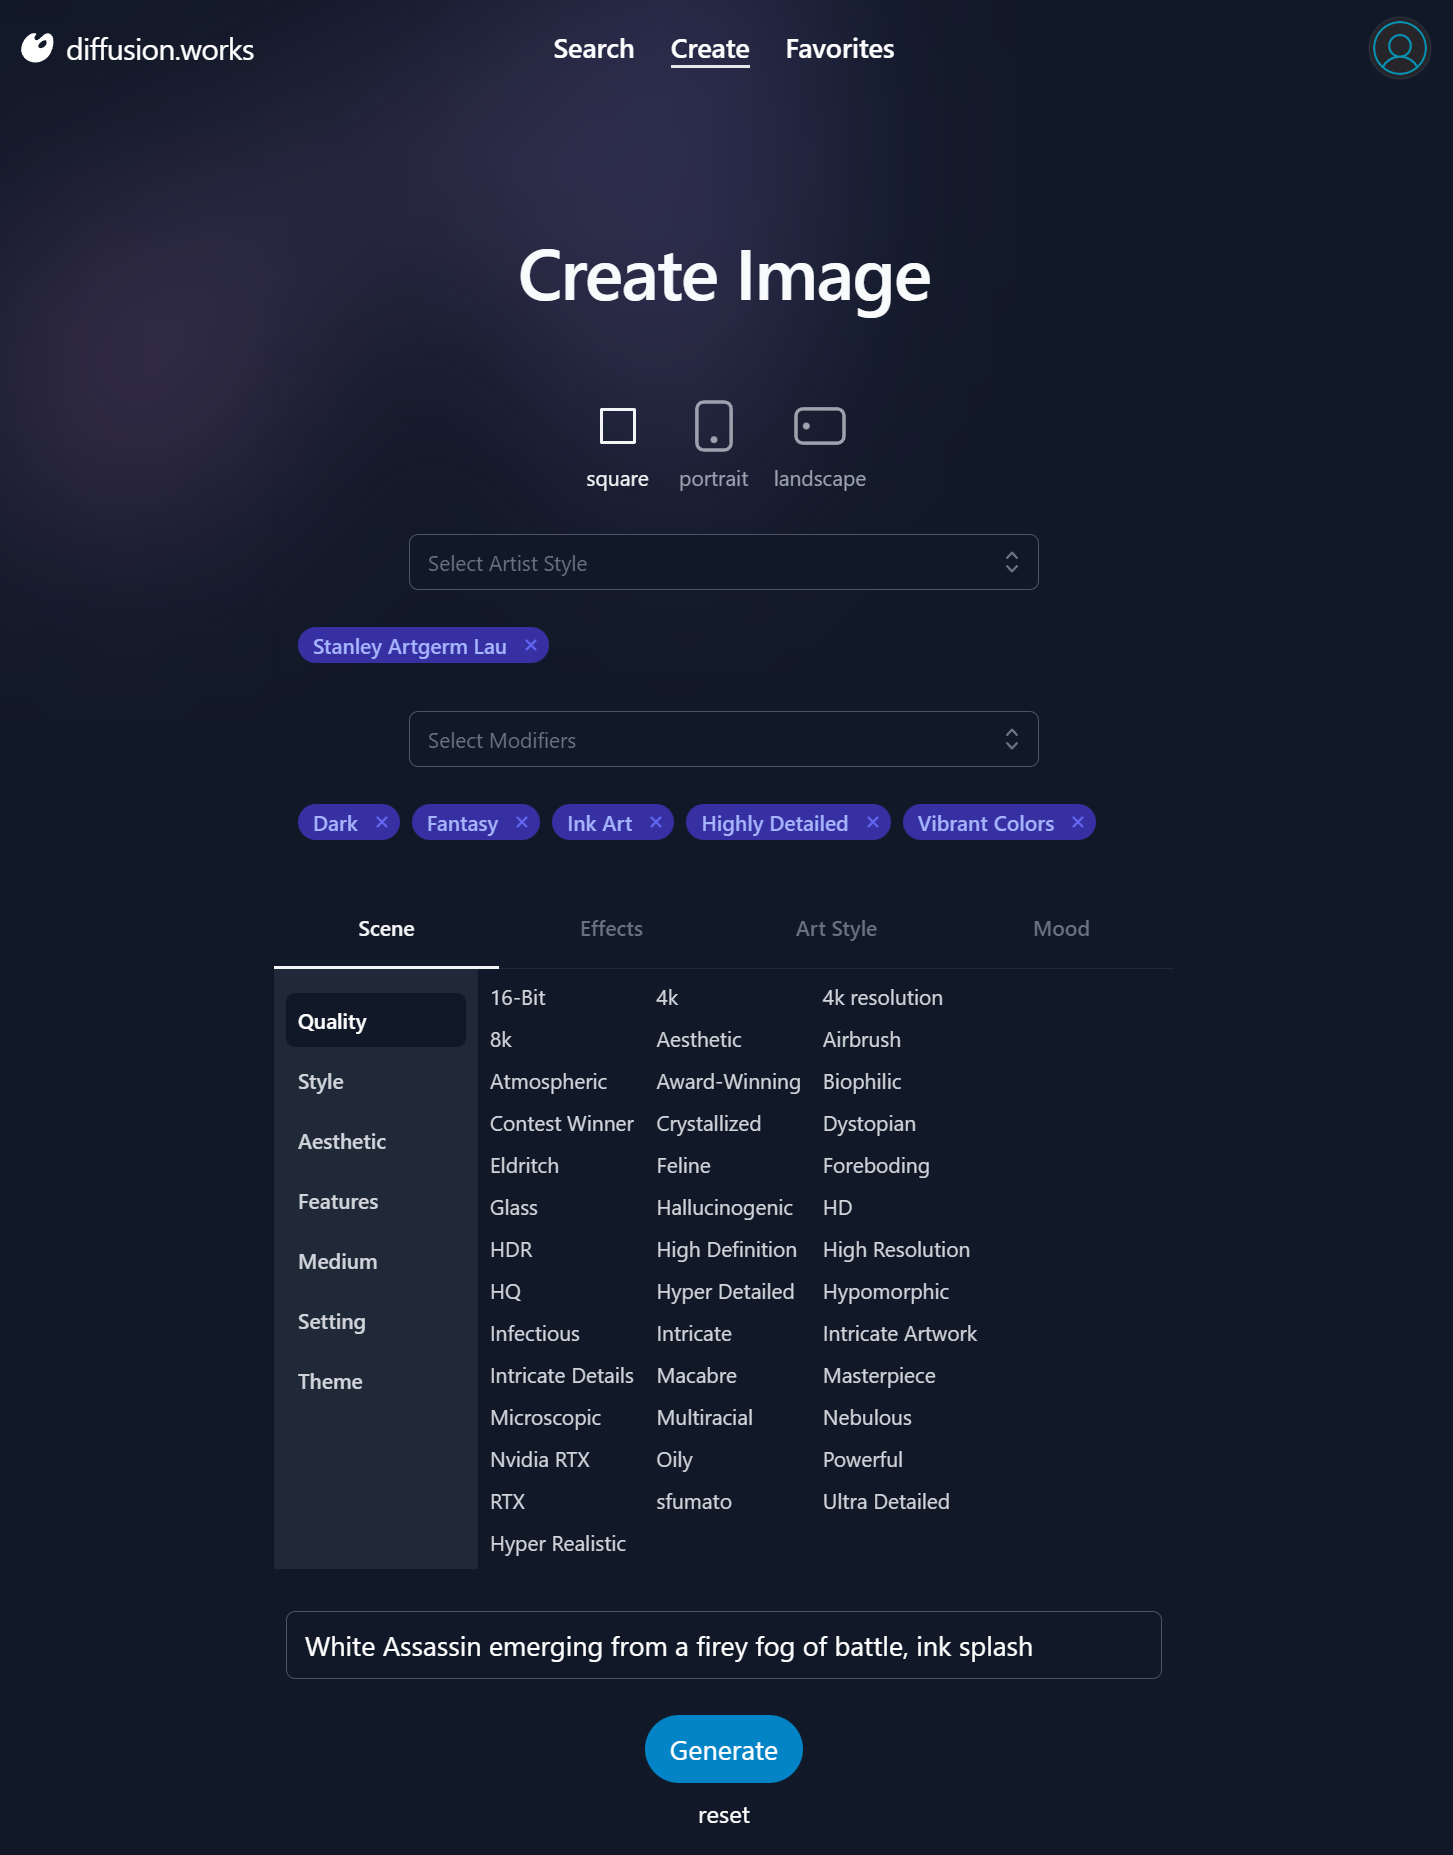 diffusion.works
Search Create Favorites
Create Image
square portrait landscape
Select Artist Style
Stanley Artgerm Lau ×
Select Modifiers
Dark × Fantasy × Ink Art × Highly Detailed × Vibrant Colors ×
Scene Effects Art Style Mood
Quality
Style
Aesthetic
Features
Medium
Setting
Theme
16-Bit 4k 4k resolution
8k Aesthetic Airbrush
Atmospheric Award-Winning Biophilic
Contest Winner Crystallized Dystopian
Eldritch Feline Foreboding
Glass Hallucinogenic HD
HDR High Definition High Resolution
HQ Hyper Detailed Hypomorphic
Infectious Intricate Intricate Artwork
Intricate Details Macabre Masterpiece
Microscopic Multiracial Nebulous
Nvidia RTX Oily Powerful
RTX sfumato Ultra Detailed
Hyper Realistic
White Assassin emerging from a firey fog of battle, ink splash
Generate
reset